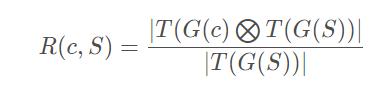 R(c, S) = |T(G(c) ⊗ T(G(S))| / |T(G(S))|